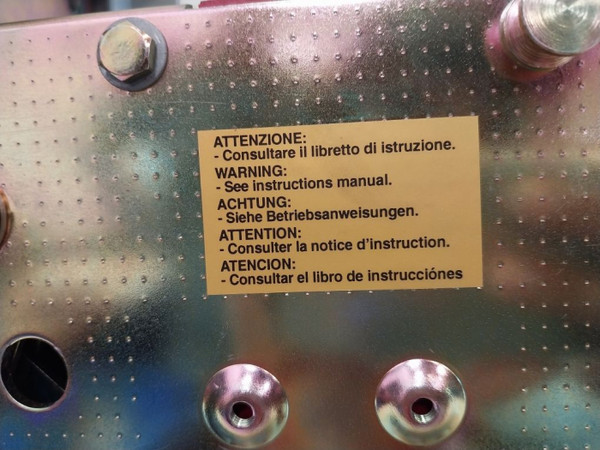 ATTENZIONE:
- Consultare il libretto di istruzione.
WARNING:
- See instructions manual.
ACHTUNG:
- Siehe Betriebsanweisungen.
ATTENTION:
- Consulter la notice d'instruction.
ATENCION:
- Consultar el libro de instrucciónes